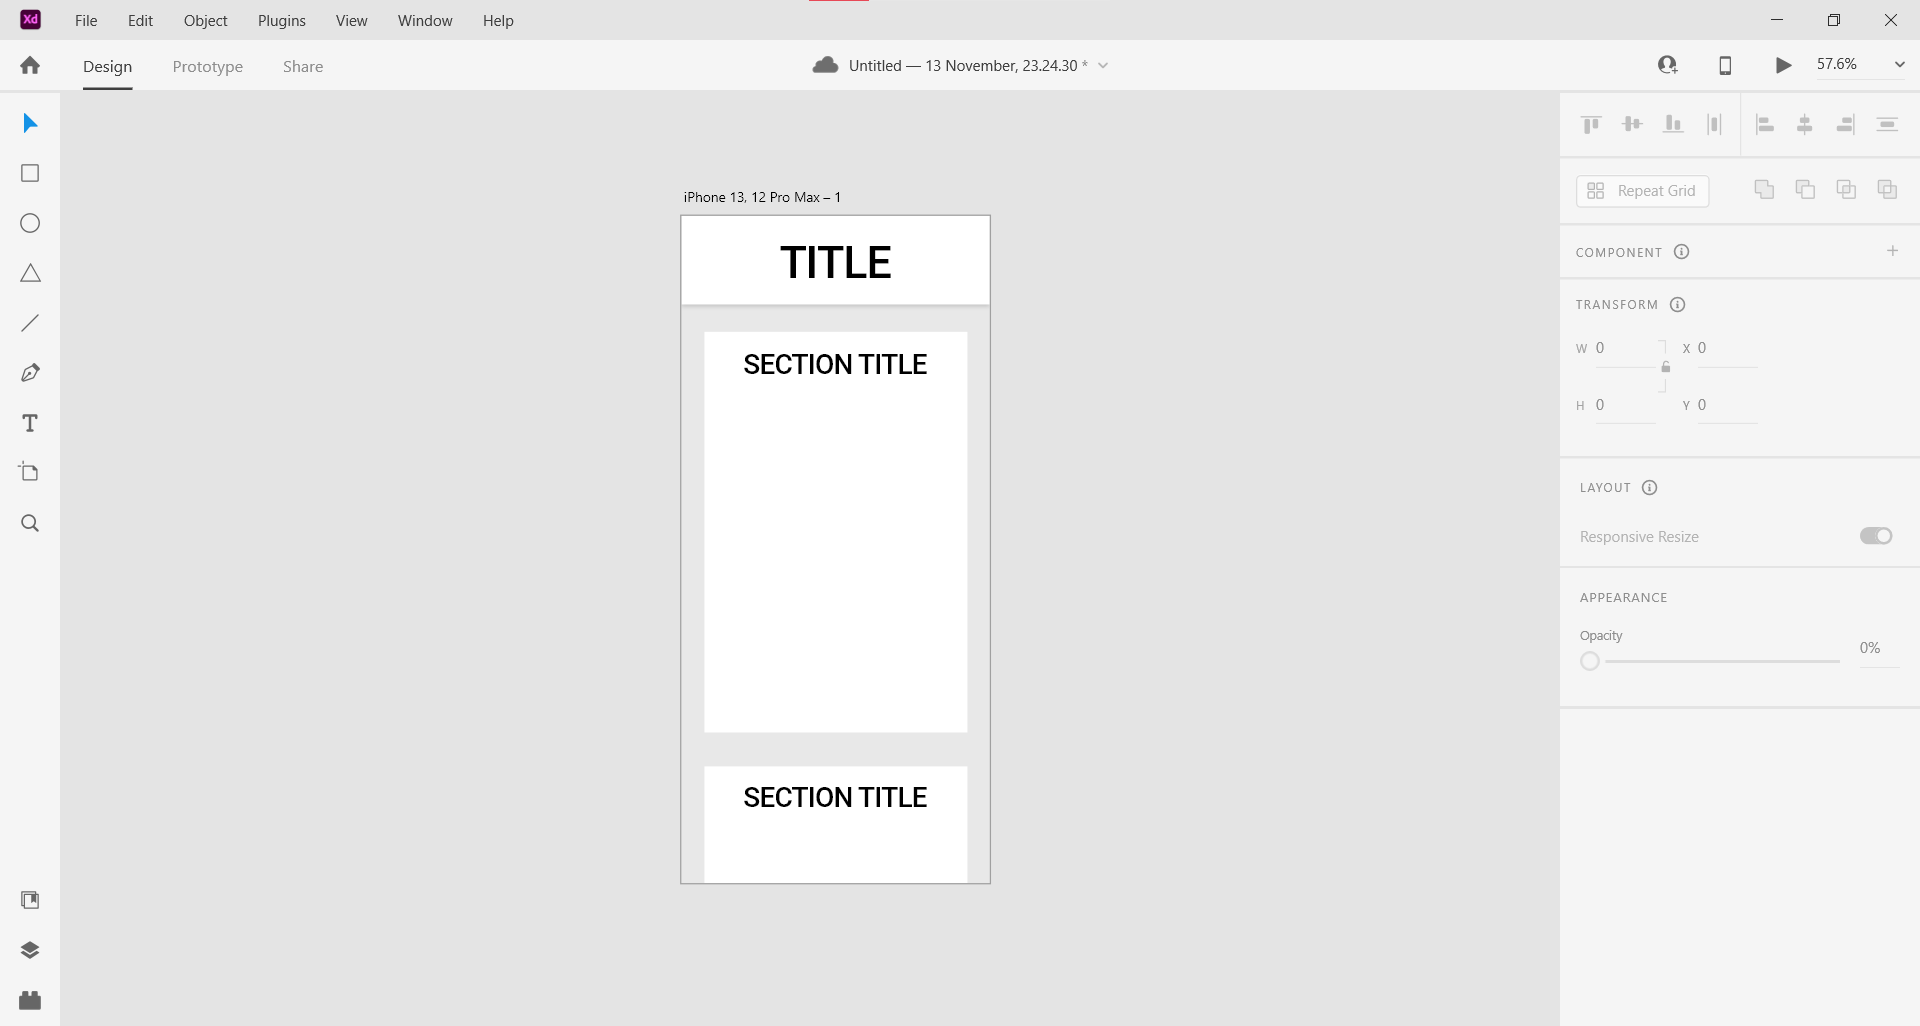 Xd File Edit Object Plugins View Window Help
Design Prototype Share Untitled — 13 November, 23.24.30 * 57.6%
iPhone 13, 12 Pro Max – 1
TITLE
SECTION TITLE
SECTION TITLE
T
Repeat Grid
COMPONENT i +
TRANSFORM i
W 0 X 0
H 0 Y 0
LAYOUT i
Responsive Resize
APPEARANCE
Opacity
0%